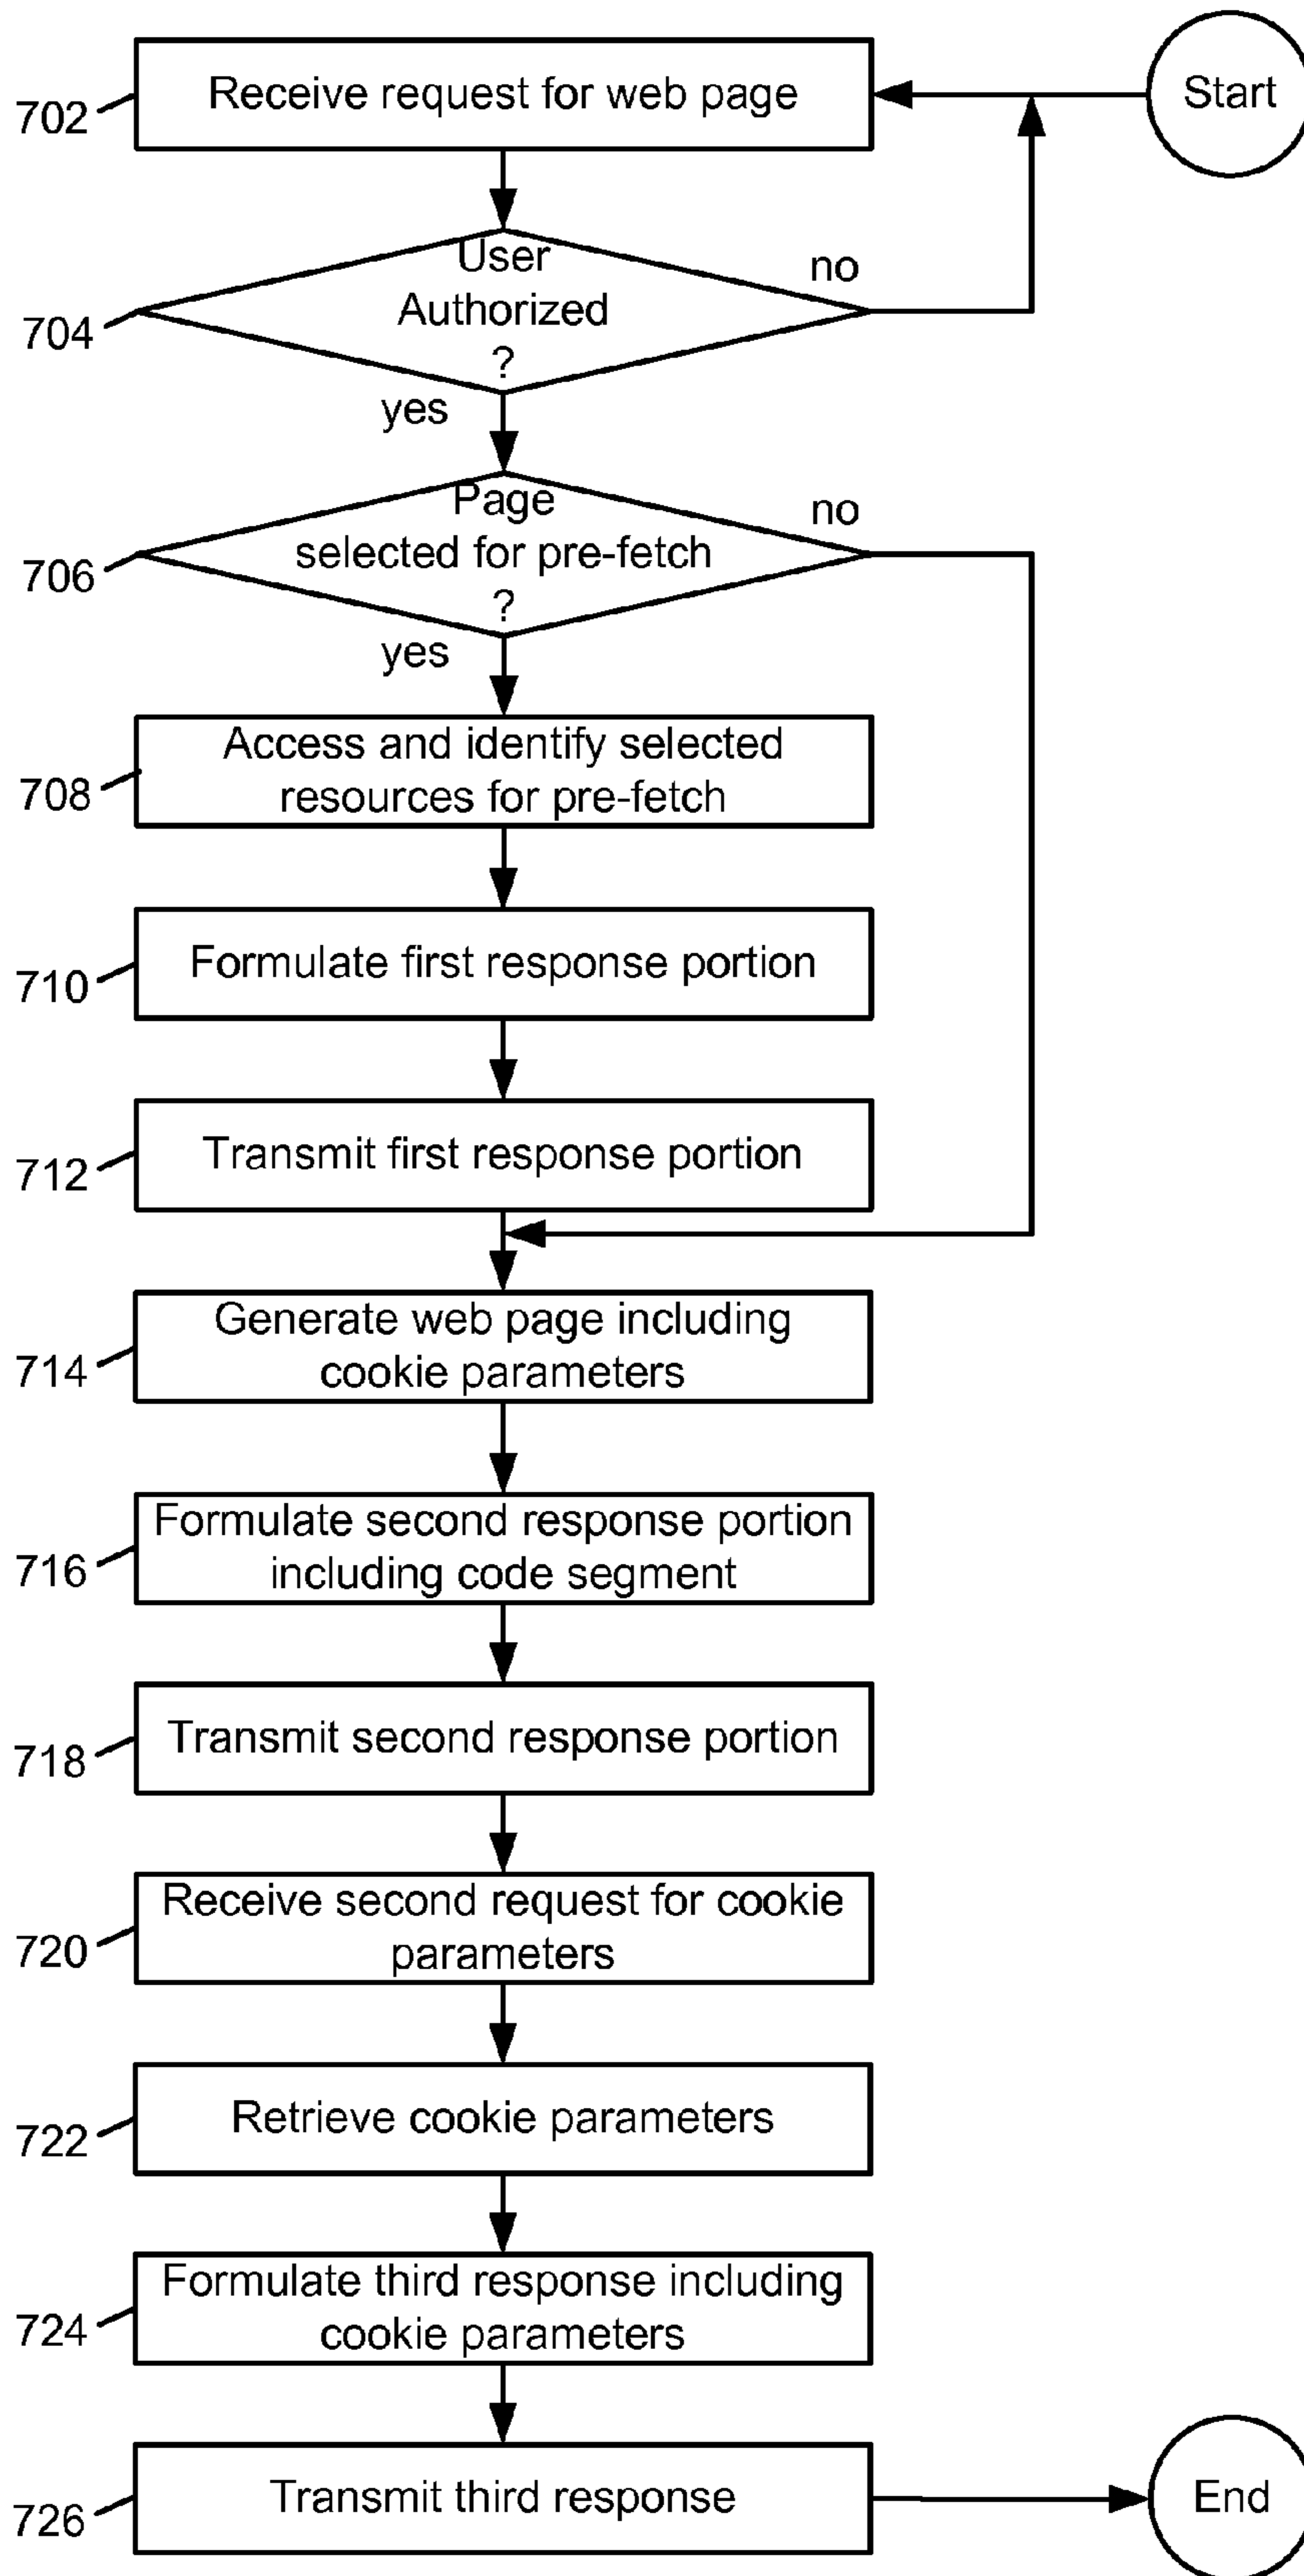 Start
702
Receive request for web page
704
User
Authorized
?
no
yes
706
Page
selected for pre-fetch
?
no
yes
708
Access and identify selected
resources for pre-fetch
710
Formulate first response portion
712
Transmit first response portion
714
Generate web page including
cookie parameters
716
Formulate second response portion
including code segment
718
Transmit second response portion
720
Receive second request for cookie
parameters
722
Retrieve cookie parameters
724
Formulate third response including
cookie parameters
726
Transmit third response
End